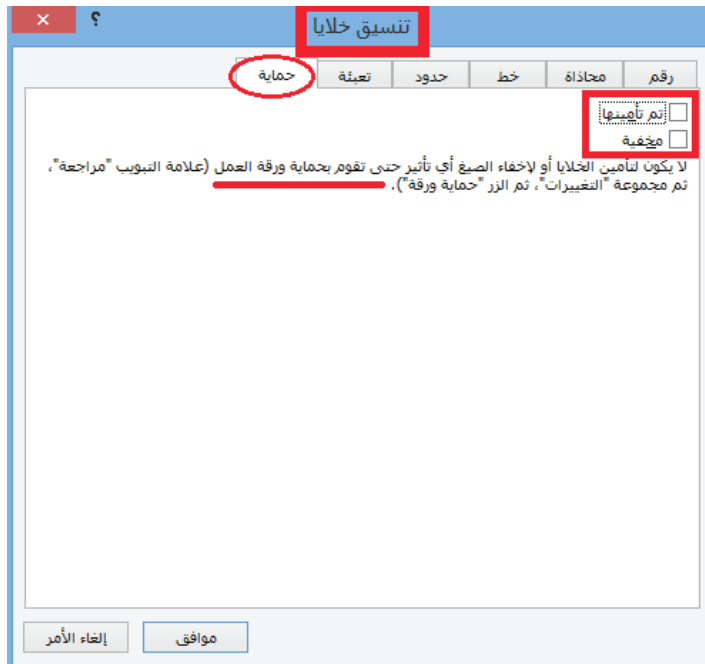 تنسيق خلايا
؟ ×
رقم محاذاة خط حدود تعبئة حماية
تم تأمينها
مخفية
لا يكون لتأمين الخلايا أو لإخفاء الصيغ أي تأثير حتى تقوم بحماية ورقة العمل (علامة التبويب "مراجعة"،
ثم مجموعة "التغييرات"، ثم الزر "حماية ورقة").
موافق إلغاء الأمر